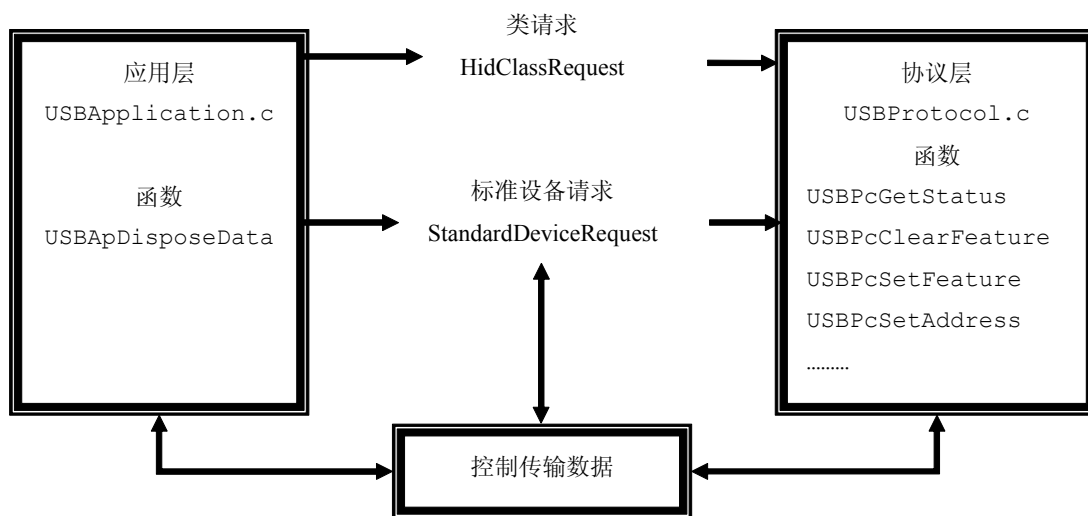 类请求
HidClassRequest
应用层
USBApplication.c
函数
USBApDisposeData
标准设备请求
StandardDeviceRequest
协议层
USBProtocol.c
函数
USBPcGetStatus
USBPcClearFeature
USBPcSetFeature
USBPcSetAddress
………
控制传输数据